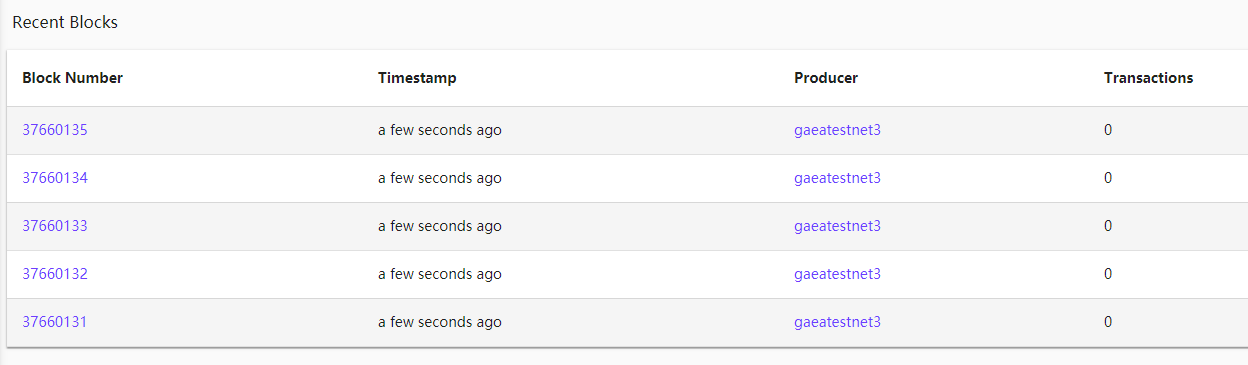 Recent Blocks
Block Number Timestamp Producer Transactions
37660135 a few seconds ago gaeatestnet3 0
37660134 a few seconds ago gaeatestnet3 0
37660133 a few seconds ago gaeatestnet3 0
37660132 a few seconds ago gaeatestnet3 0
37660131 a few seconds ago gaeatestnet3 0